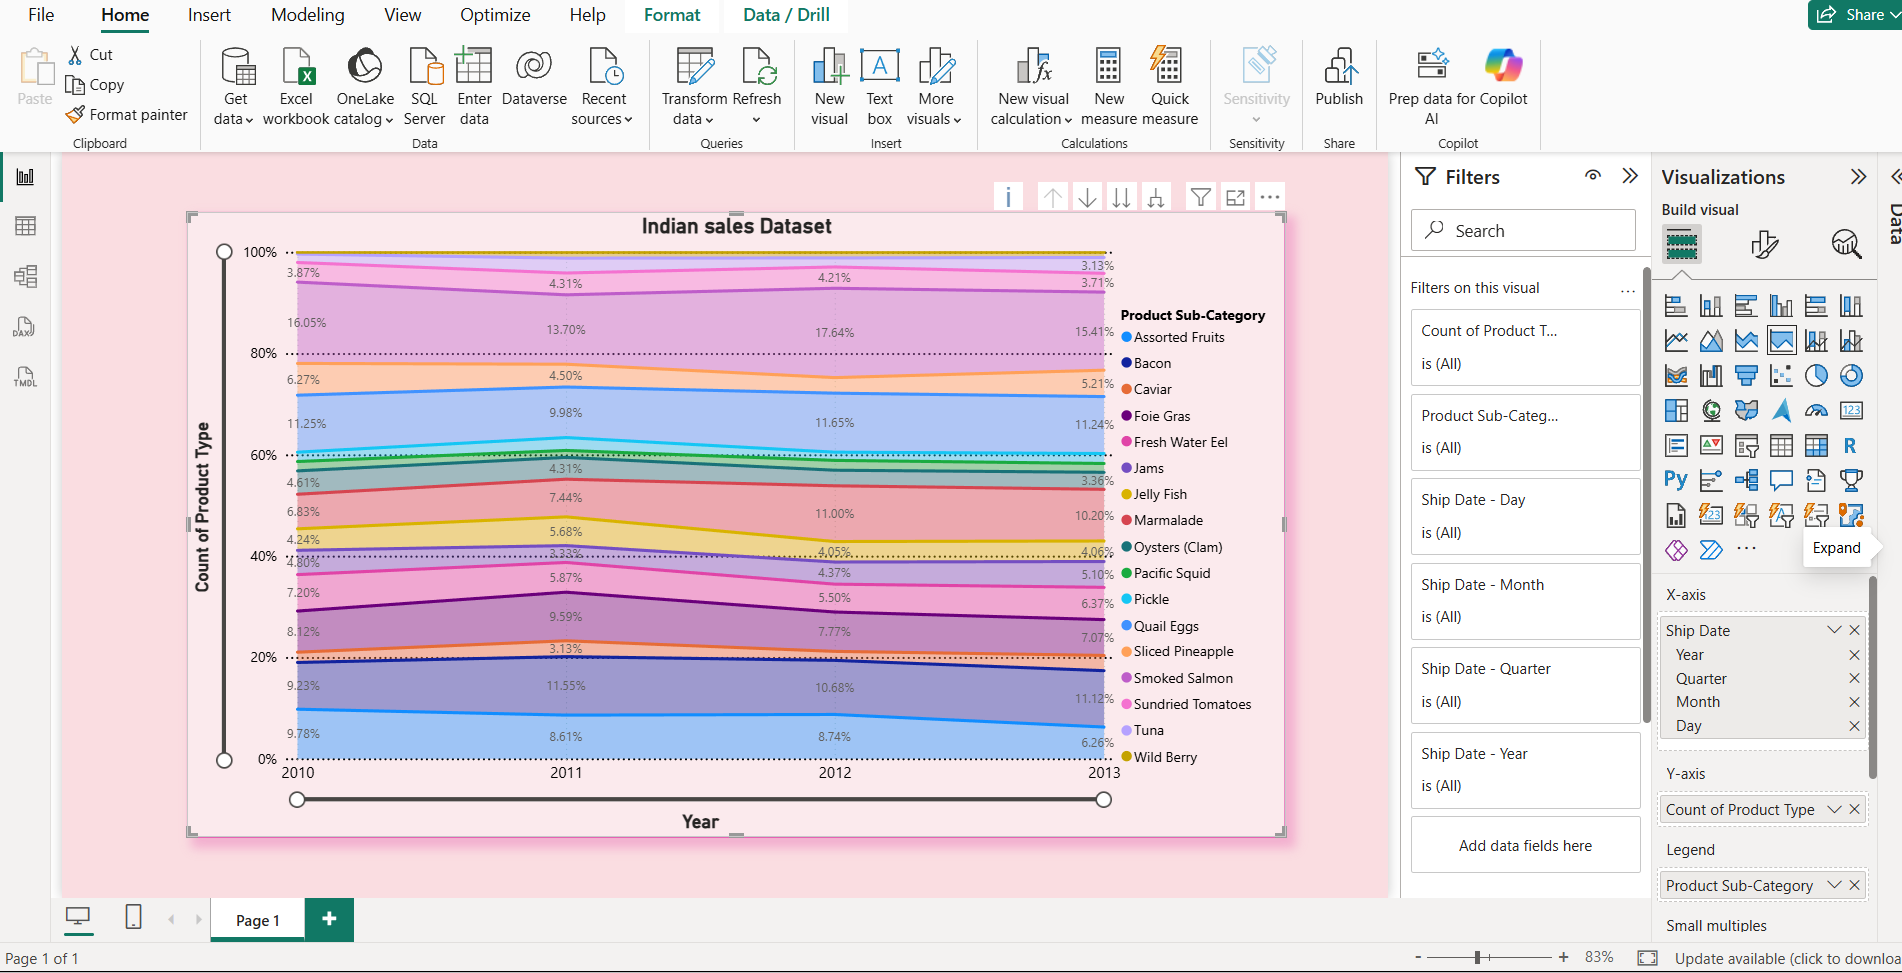 File Home Insert Modeling View Optimize Help Format Data / Drill Share
Paste
Cut
Copy
Format painter
Clipboard
Get data
Excel workbook
OneLake catalog
SQL Server
Enter data
Dataverse
Recent sources
Data
Transform data
Refresh
Queries
New visual
Text box
More visuals
Insert
New visual calculation
New measure
Quick measure
Calculations
Sensitivity
Sensitivity
Publish
Share
Prep data for AI
Copilot
Copilot
DAX
TMDL
Indian sales Dataset
Count of Product Type
100%
80%
60%
40%
20%
0%
3.87%
16.05%
6.27%
11.25%
4.61%
6.83%
4.24%
4.80%
7.20%
8.12%
9.23%
9.78%
4.31%
13.70%
4.50%
9.98%
4.31%
7.44%
5.68%
3.33%
5.87%
9.59%
3.13%
11.55%
8.61%
4.21%
17.64%
11.65%
11.00%
4.05%
4.37%
5.50%
7.77%
10.68%
8.74%
3.13%
3.71%
15.41%
5.21%
11.24%
3.36%
10.20%
4.06%
5.10%
6.37%
7.07%
11.12%
6.26%
2010 2011 2012 2013
Year
Product Sub-Category
Assorted Fruits
Bacon
Caviar
Foie Gras
Fresh Water Eel
Jams
Jelly Fish
Marmalade
Oysters (Clam)
Pacific Squid
Pickle
Quail Eggs
Sliced Pineapple
Smoked Salmon
Sundried Tomatoes
Tuna
Wild Berry
Filters
Search
Filters on this visual
Count of Product T...
is (All)
Product Sub-Categ...
is (All)
Ship Date - Day
is (All)
Ship Date - Month
is (All)
Ship Date - Quarter
is (All)
Ship Date - Year
is (All)
Add data fields here
Visualizations
Build visual
123
R
Py
123
Expand
X-axis
Ship Date
Year
Quarter
Month
Day
Y-axis
Count of Product Type
Legend
Product Sub-Category
Small multiples
Data
Page 1
Page 1 of 1
83%
Update available (click to downloa